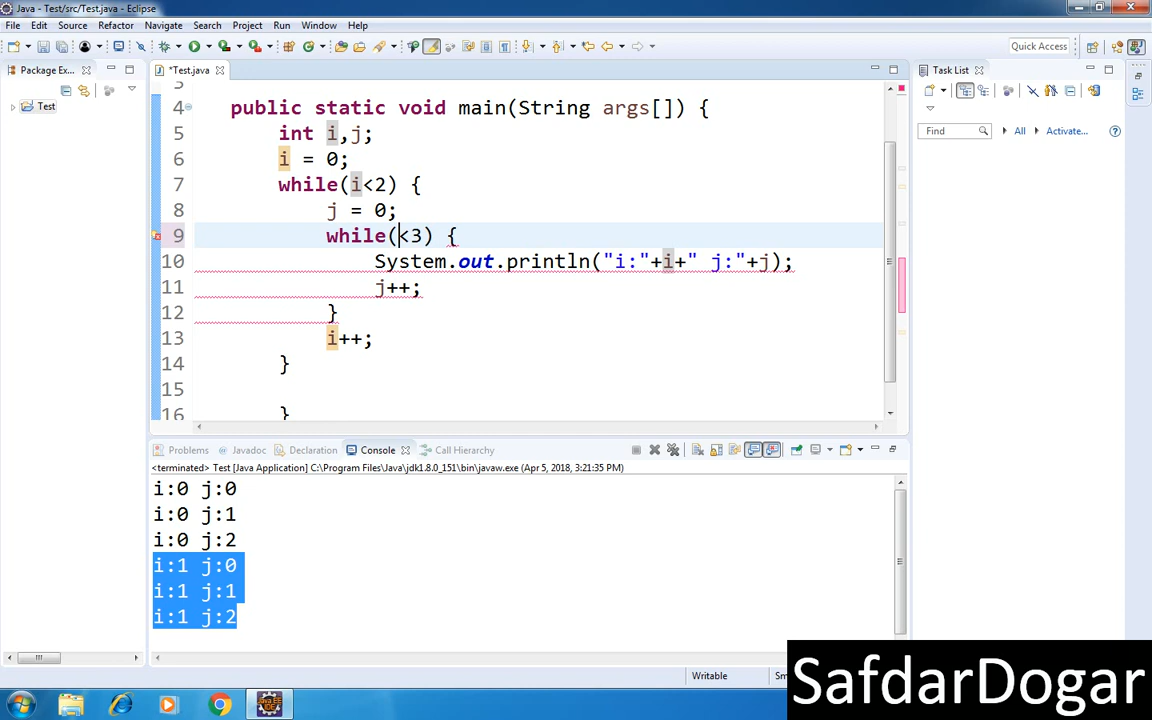 Java - Test/src/Test.java - Eclipse
File Edit Source Refactor Navigate Search Project Run Window Help
Quick Access
Package Ex...
*Test.java
Task List
Test
Find
All
Activate...
3
4 public static void main(String args[]) {
5 int i,j;
6 i = 0;
7 while(i<2) {
8 j = 0;
9 while(<3) {
10 System.out.println("i:"+i+" j:"+j);
11 j++;
12 }
13 i++;
14 }
15
16 }
Problems Javadoc Declaration Console Call Hierarchy
<terminated> Test [Java Application] C:\Program Files\Java\jdk1.8.0_151\bin\javaw.exe (Apr 5, 2018, 3:21:35 PM)
i:0 j:0
i:0 j:1
i:0 j:2
i:1 j:0
i:1 j:1
i:1 j:2
Writable
SafdarDogar